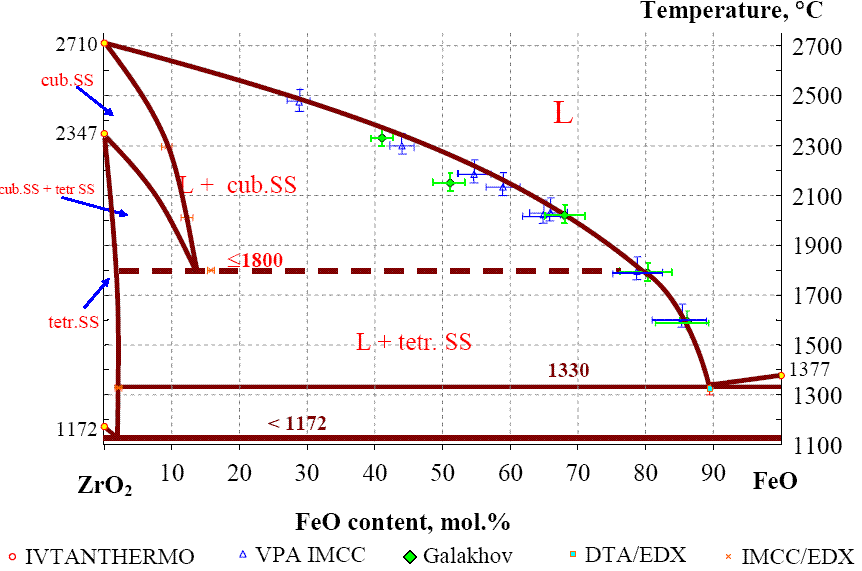 Temperature, °C
2710
2700
cub.SS
2500
L
2347
2300
L + cub.SS
cub.SS + tetr SS
2100
1900
≤1800
1700
tetr.SS
L + tetr. SS
1500
1330
1377
1300
1172
< 1172
1100
10 20 30 40 50 60 70 80 90
ZrO₂
FeO
FeO content, mol.%
IVTANTHERMO VPA IMCC Galakhov DTA/EDX IMCC/EDX